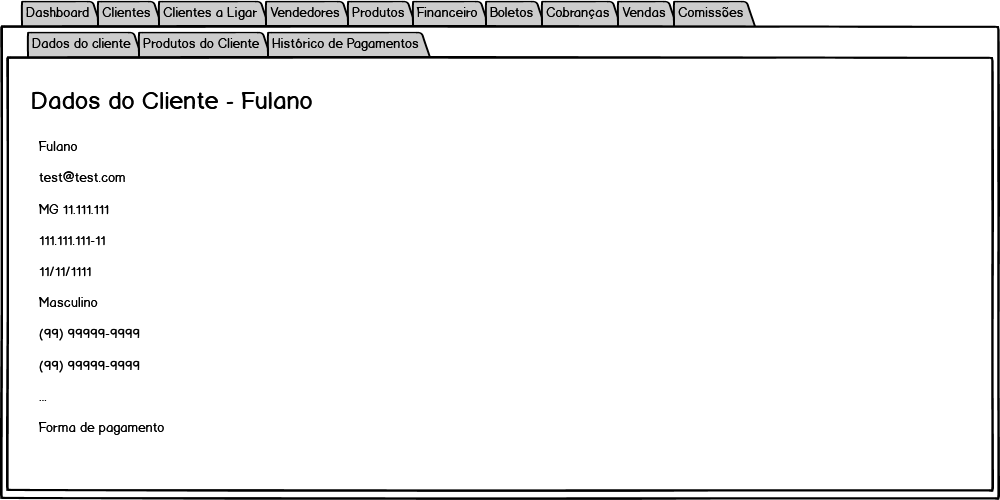 Dashboard Clientes Clientes a Ligar Vendedores Produtos Financeiro Boletos Cobranças Vendas Comissões
Dados do cliente Produtos do Cliente Histórico de Pagamentos
Dados do Cliente - Fulano
Fulano
test@test.com
MG 11.111.111
111.111.111-11
11/11/1111
Masculino
(99) 99999-9999
(99) 99999-9999
...
Forma de pagamento